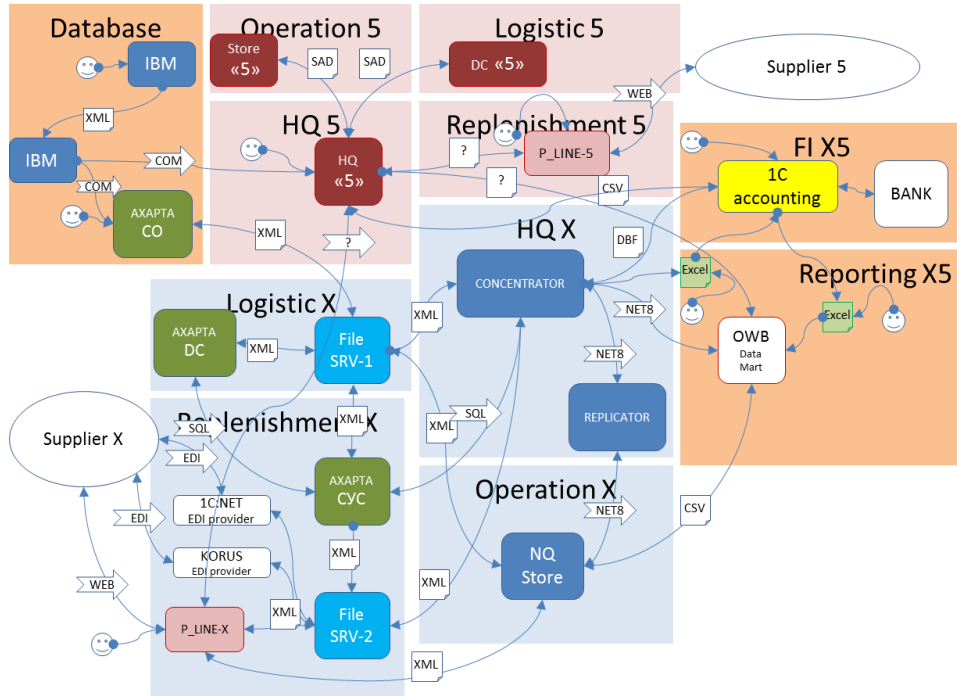 Database
Operation 5
Logistic 5
IBM
Store
«5»
SAD
SAD
DC «5»
Supplier 5
WEB
XML
HQ 5
Replenishment 5
IBM
COM
HQ
«5»
?
P_LINE-5
FI X5
COM
?
CSV
1C
accounting
BANK
AXAPTA
CO
XML
?
HQ X
DBF
CONCENTRATOR
Excel
Reporting X5
Logistic X
XML
NET8
Excel
AXAPTA
DC
XML
File
SRV-1
OWB
Data
Mart
NET8
Replenishment X
Supplier X
SQL
XML
XML
SQL
REPLICATOR
EDI
AXAPTA
СУС
Operation X
1C:NET
EDI provider
EDI
NET8
CSV
KORUS
EDI provider
XML
NQ
Store
WEB
XML
XML
P_LINE-X
File
SRV-2
XML